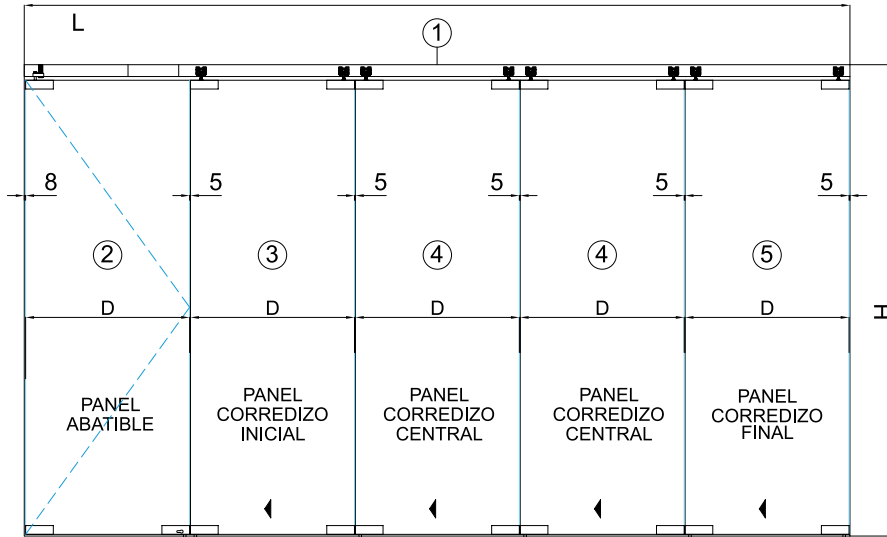 L
1
8
5
5
5
5
5
2
3
4
4
5
D
D
D
D
D
H
PANEL
ABATIBLE
PANEL
CORREDIZO
INICIAL
PANEL
CORREDIZO
CENTRAL
PANEL
CORREDIZO
CENTRAL
PANEL
CORREDIZO
FINAL